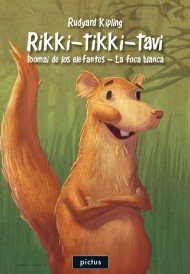 Rudyard Kipling
Rikki-tikki-tavi
Toomai de los elefantes - La foca blanca
pictus